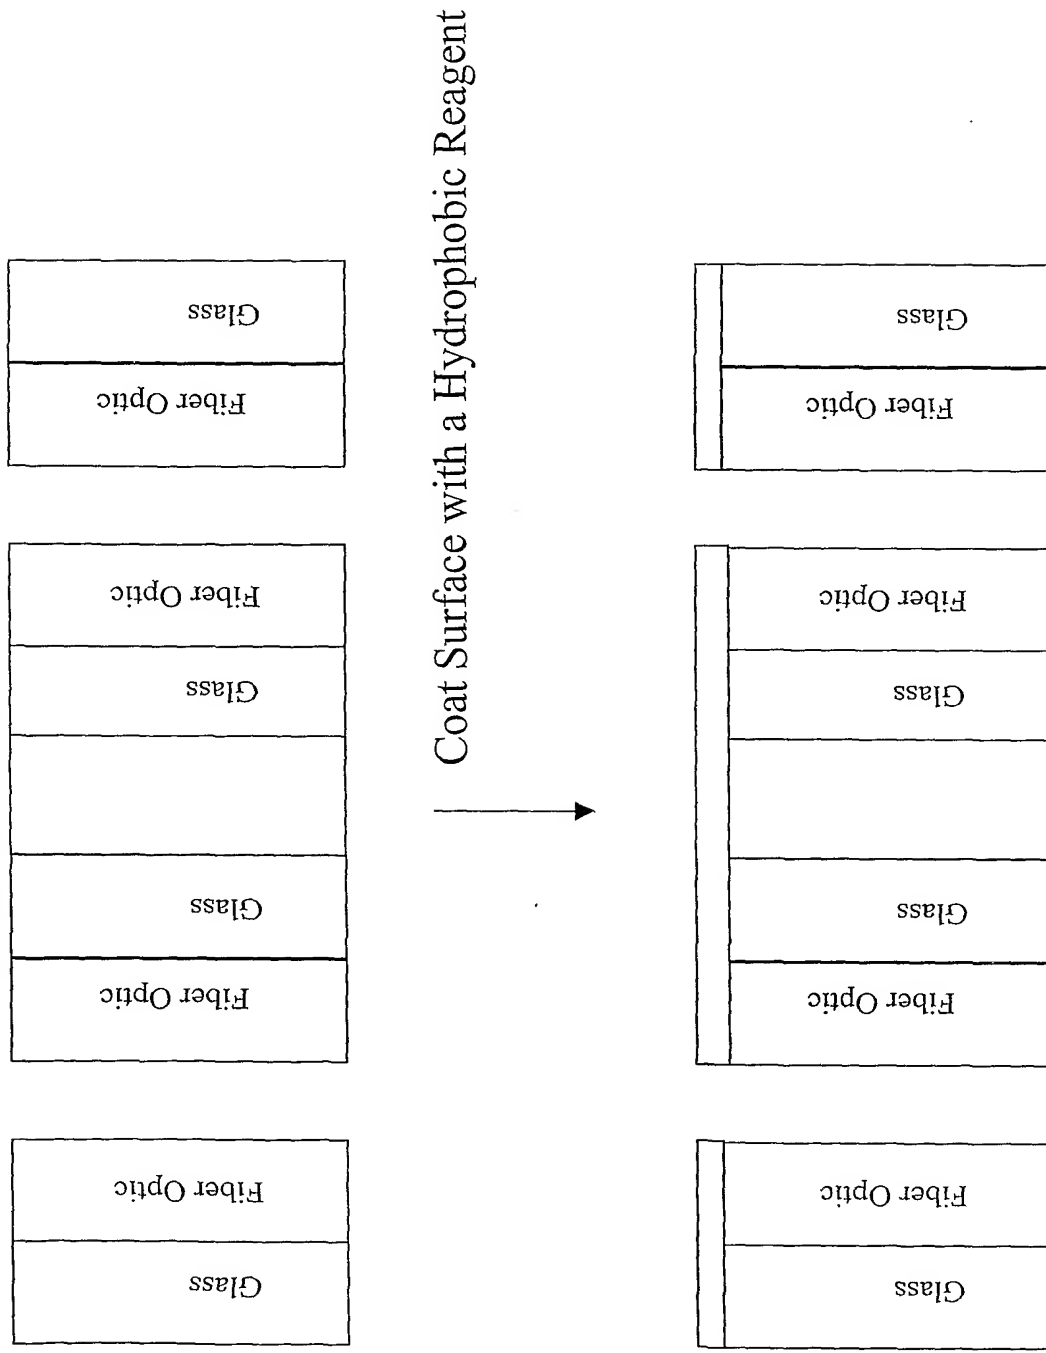 Glass
Fiber Optic
Fiber Optic
Glass
Glass
Fiber Optic
Fiber Optic
Glass
Coat Surface with a Hydrophobic Reagent
Glass
Fiber Optic
Fiber Optic
Glass
Glass
Fiber Optic
Fiber Optic
Glass